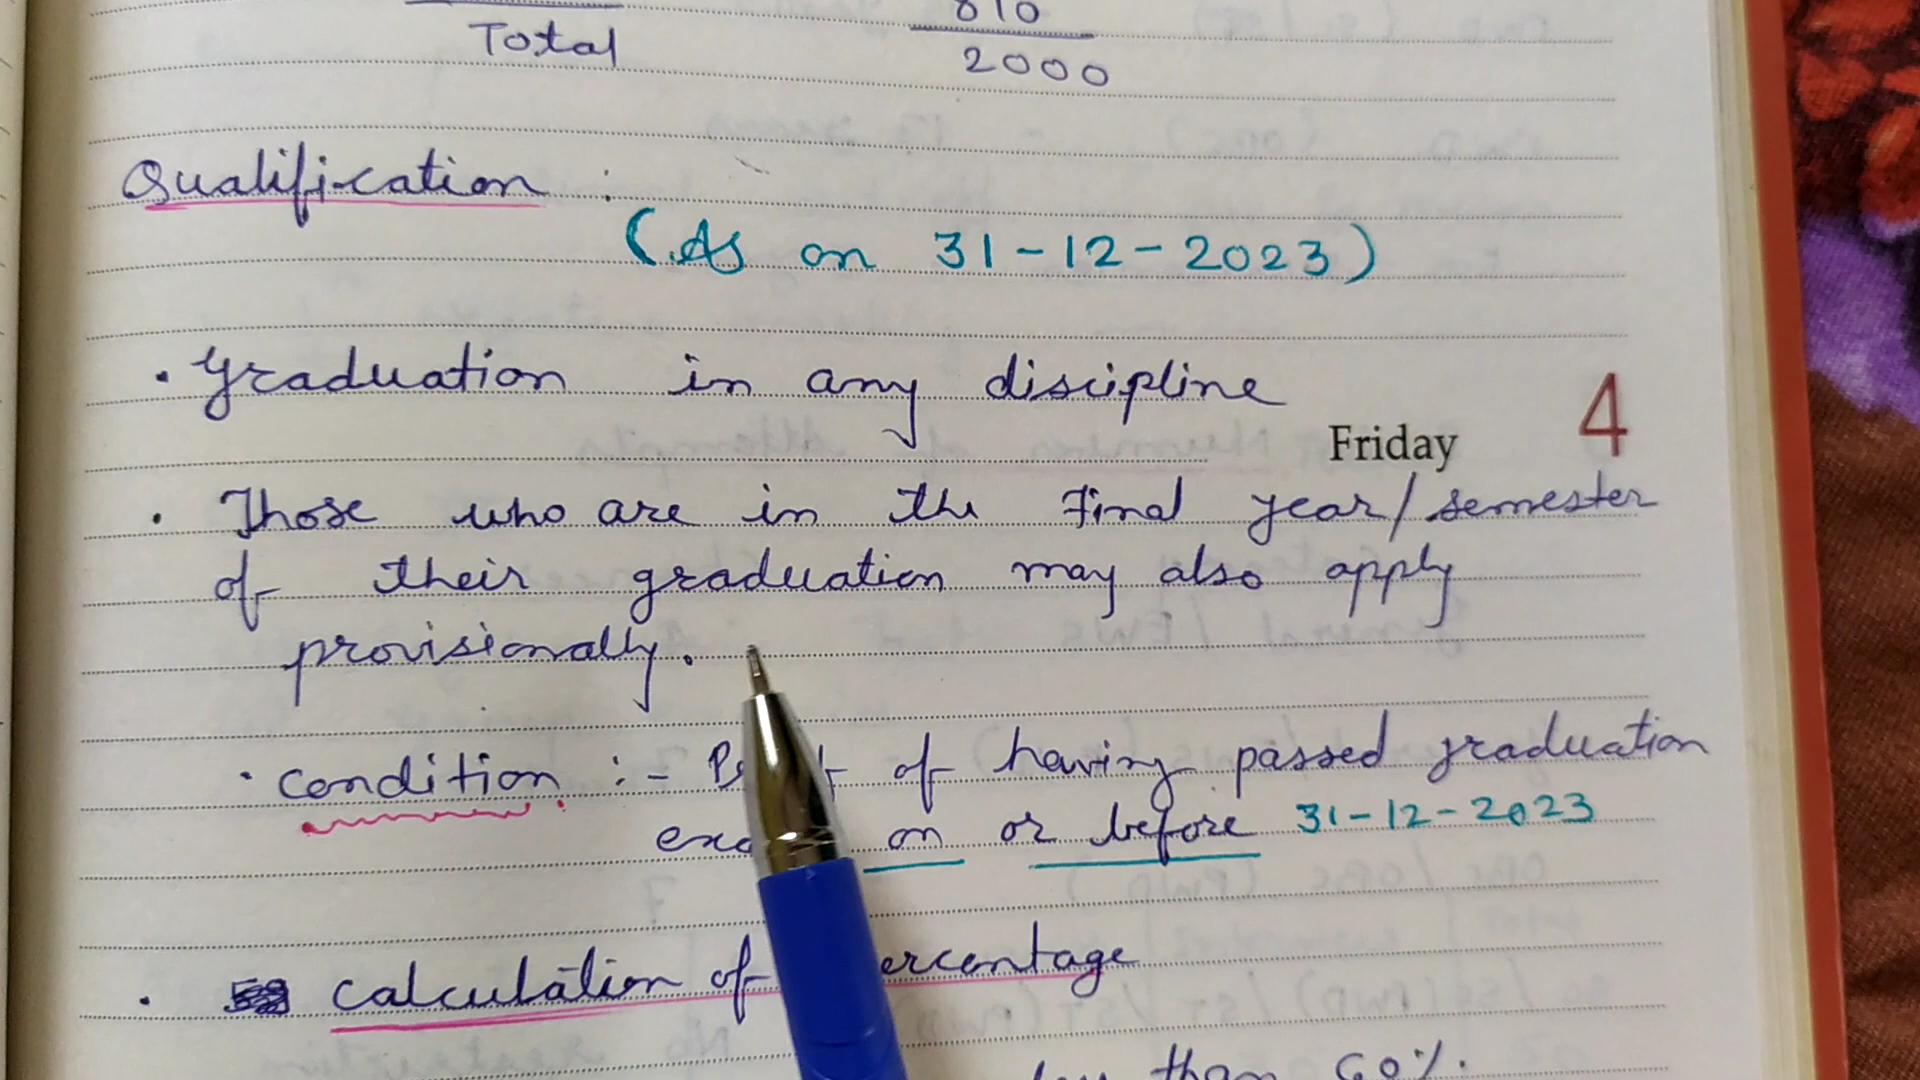 810
Total 2000
Qualification :
(As on 31-12-2023)
. Graduation in any discipline
Friday 4
. Those who are in the Final year/semester
of their graduation may also apply
provisionally.
. Condition :- of having passed graduation
on or before 31-12-2023
. Calculation of ercentage
than 60%.